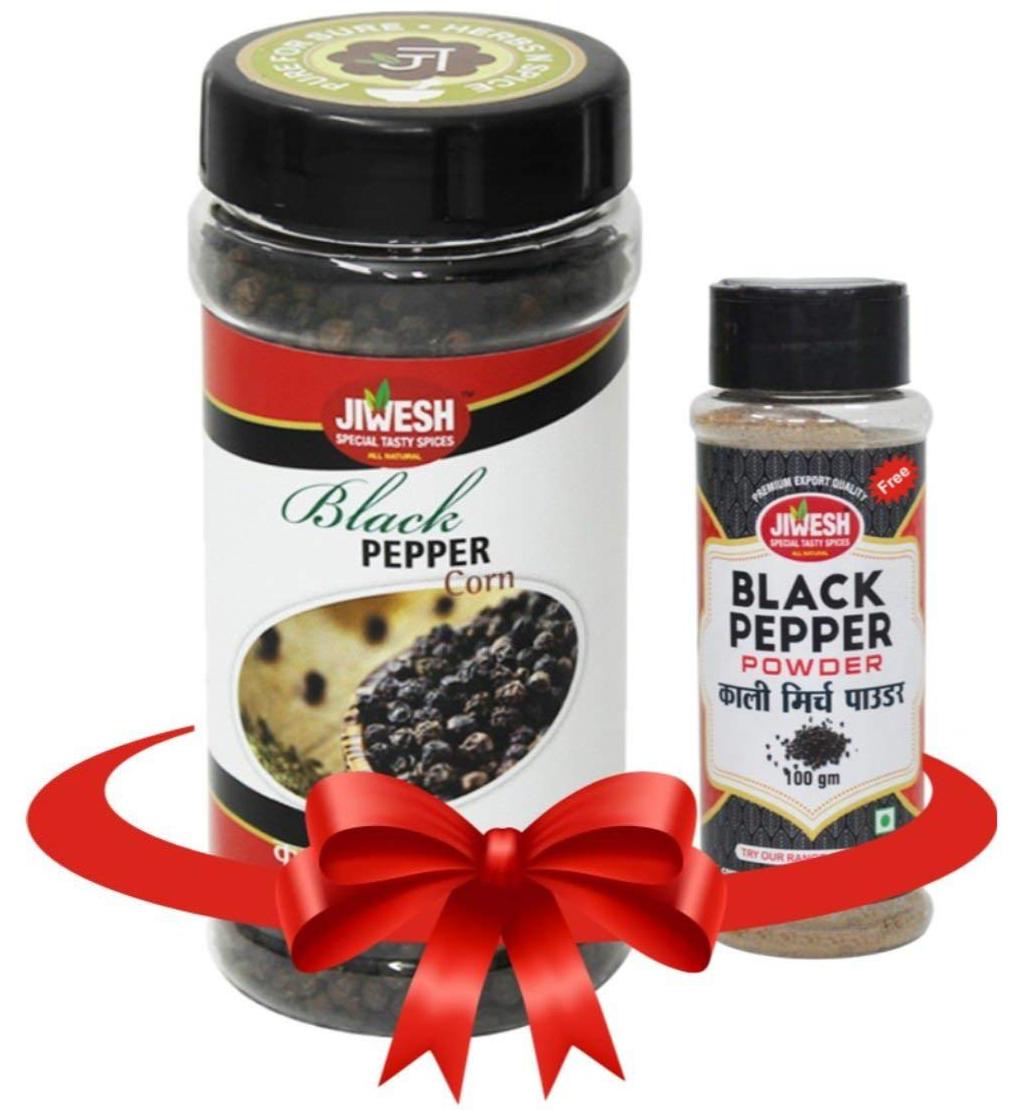 PURE FOR SURE • HERBS N SPICE
JIWESH
SPECIAL TASTY SPICES
ALL NATURAL
Black
PEPPER
Corn
PREMIUM EXPORT QUALITY
Free
JIWESH
SPECIAL TASTY SPICES
ALL NATURAL
BLACK
PEPPER
POWDER
काली मिर्च पाउडर
100 gm
TRY OUR